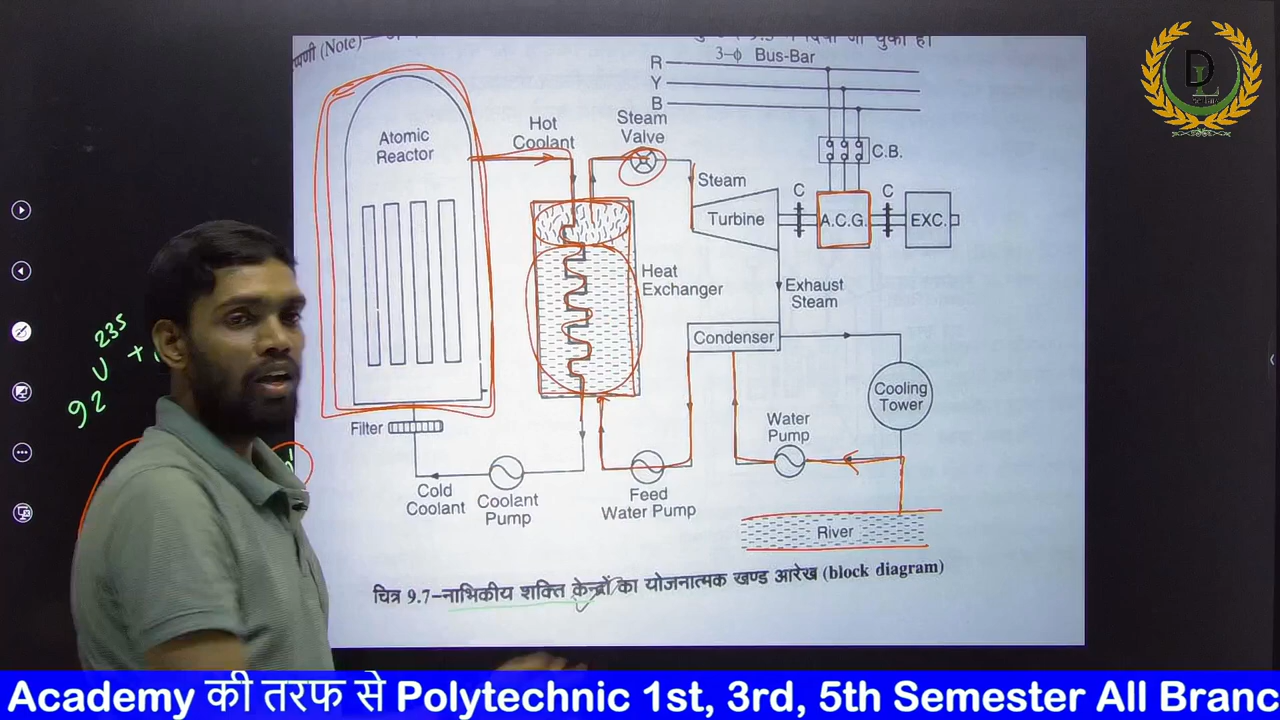 (Note)—
3-ϕ Bus-Bar
R
Y
B
Atomic
Reactor
Hot
Coolant
Steam
Valve
C.B.
Steam
Turbine
C
A.C.G.
C
EXC.
Heat
Exchanger
Exhaust
Steam
Condenser
Cooling
Tower
Water
Pump
Filter
Cold
Coolant
Coolant
Pump
Feed
Water Pump
River
चित्र 9.7–नाभिकीय शक्ति केन्द्रों का योजनात्मक खण्ड आरेख (block diagram)
92 U 235 +
DL
Academy की तरफ से Polytechnic 1st, 3rd, 5th Semester All Branc